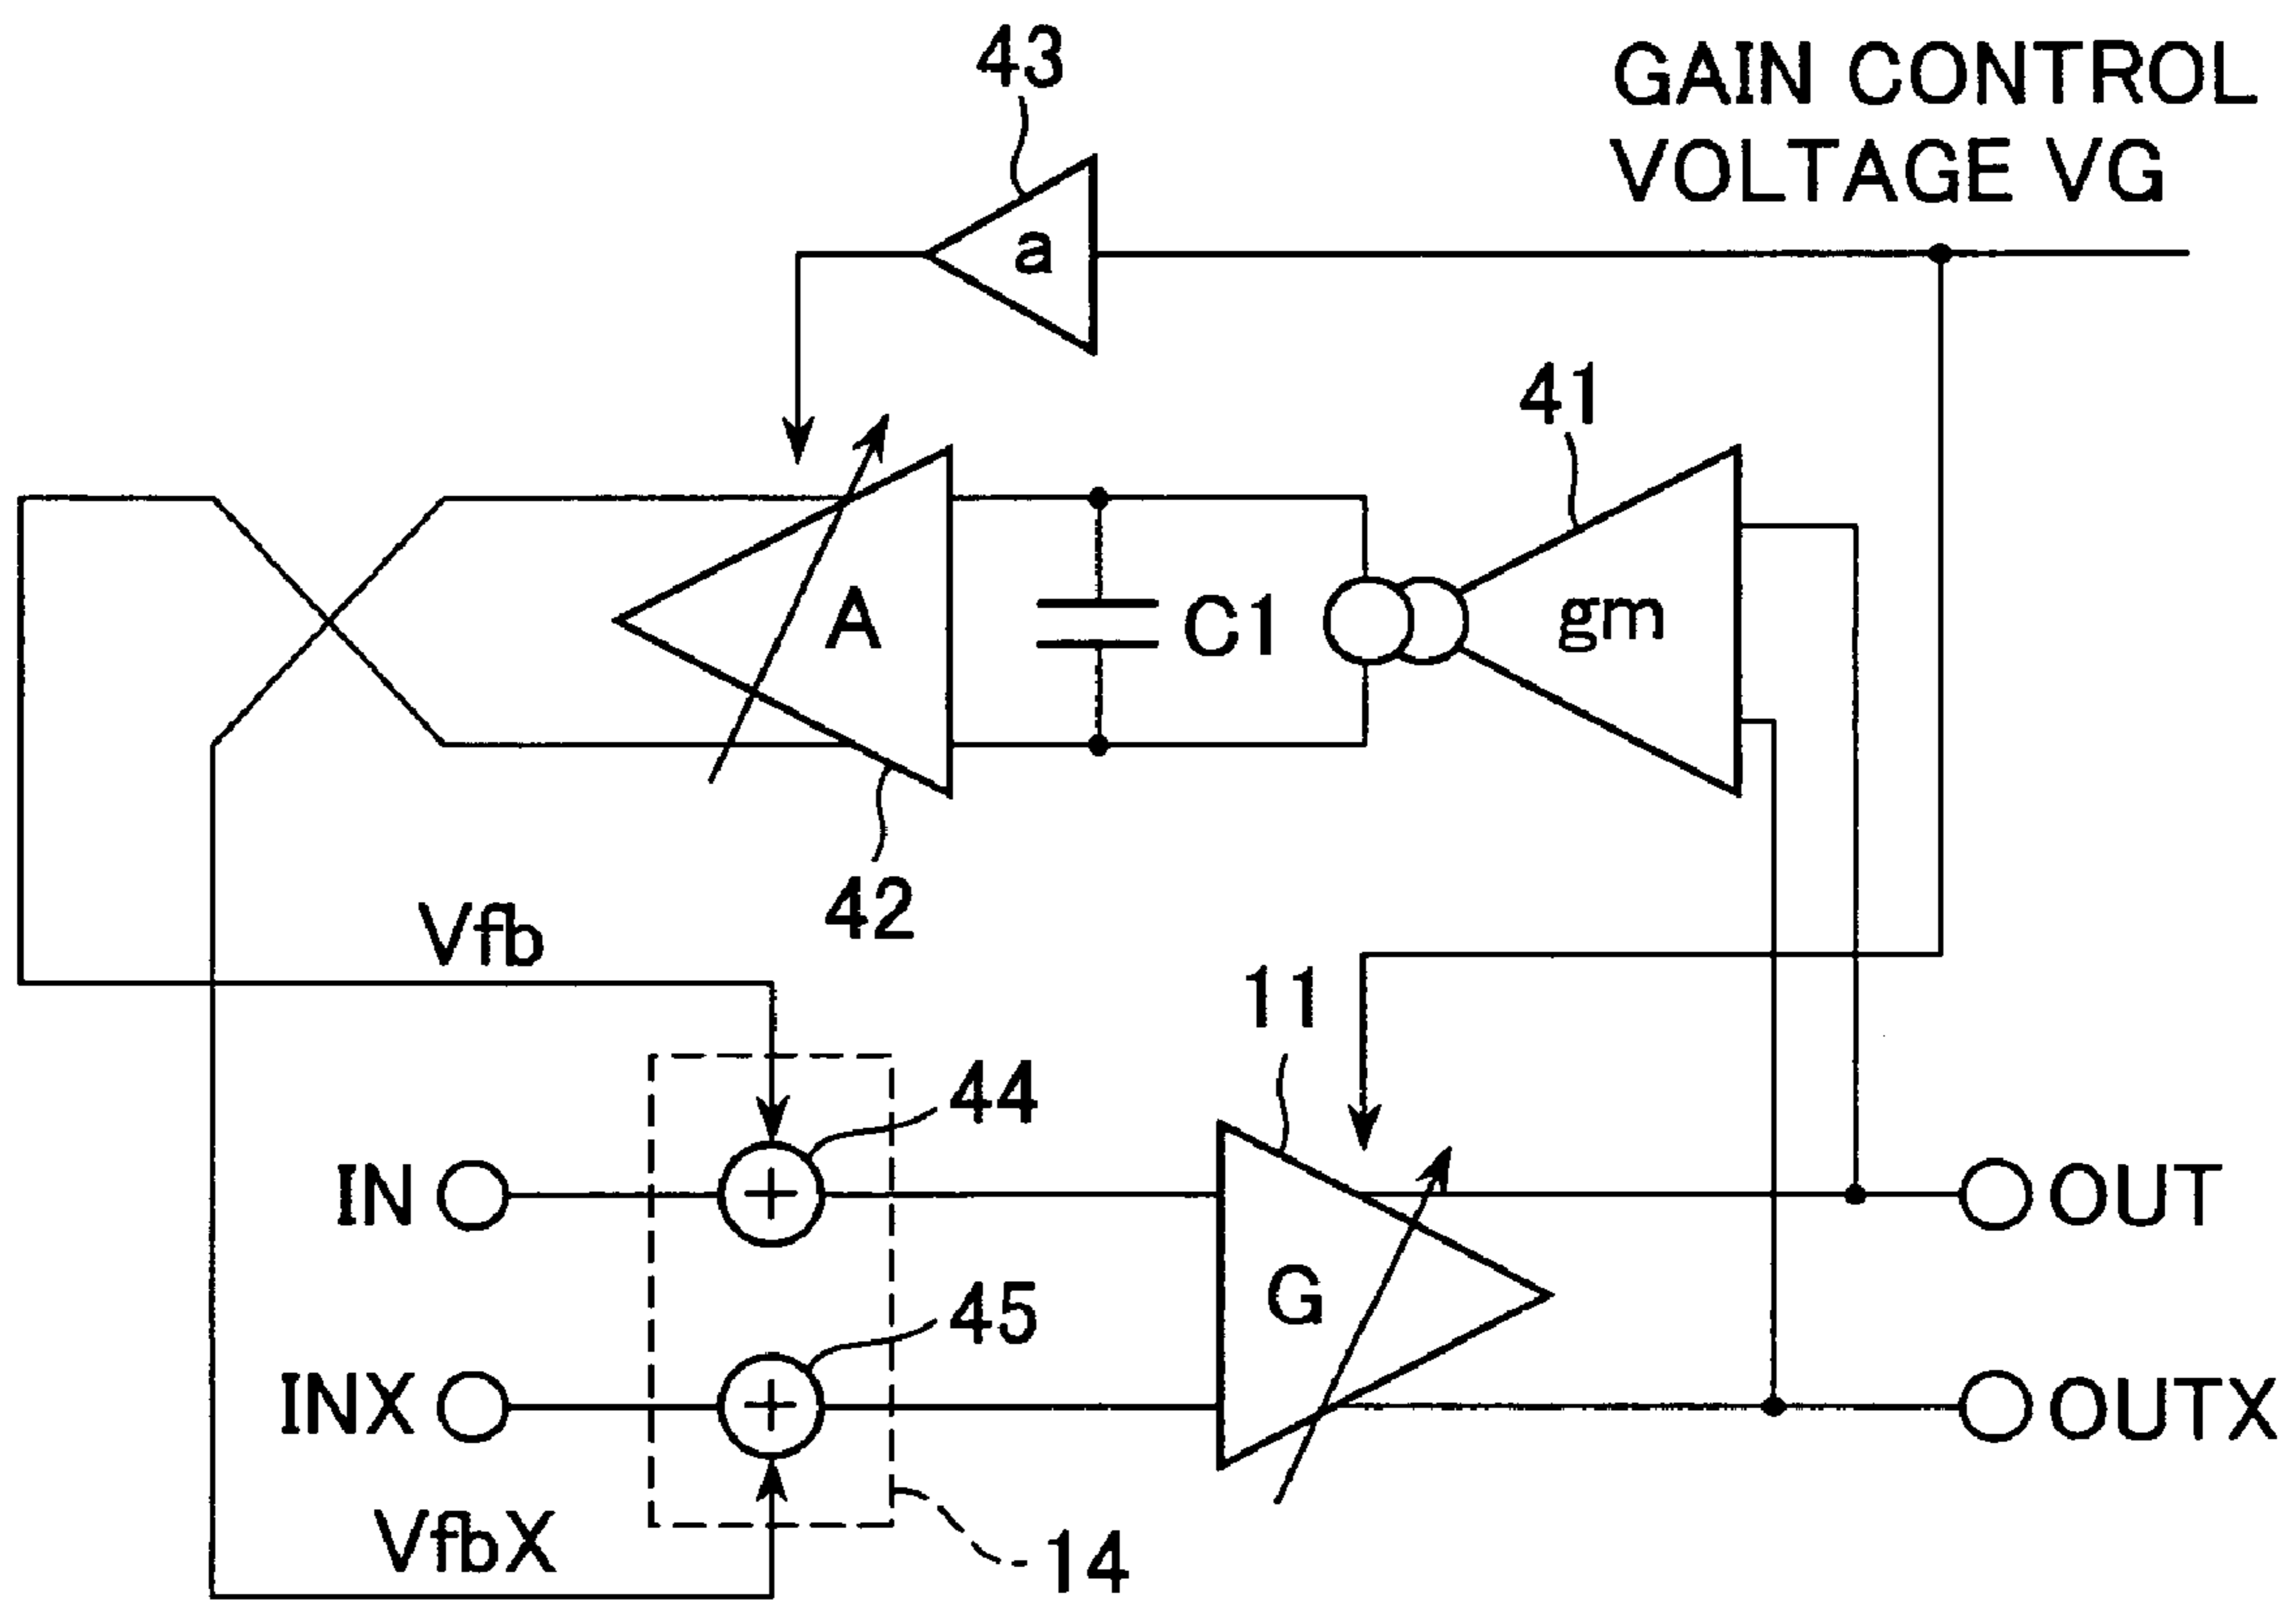 43
GAIN CONTROL
VOLTAGE VG
a
41
A
C1
gm
42
Vfb
11
44
IN
OUT
G
45
INX
OUTX
VfbX
14